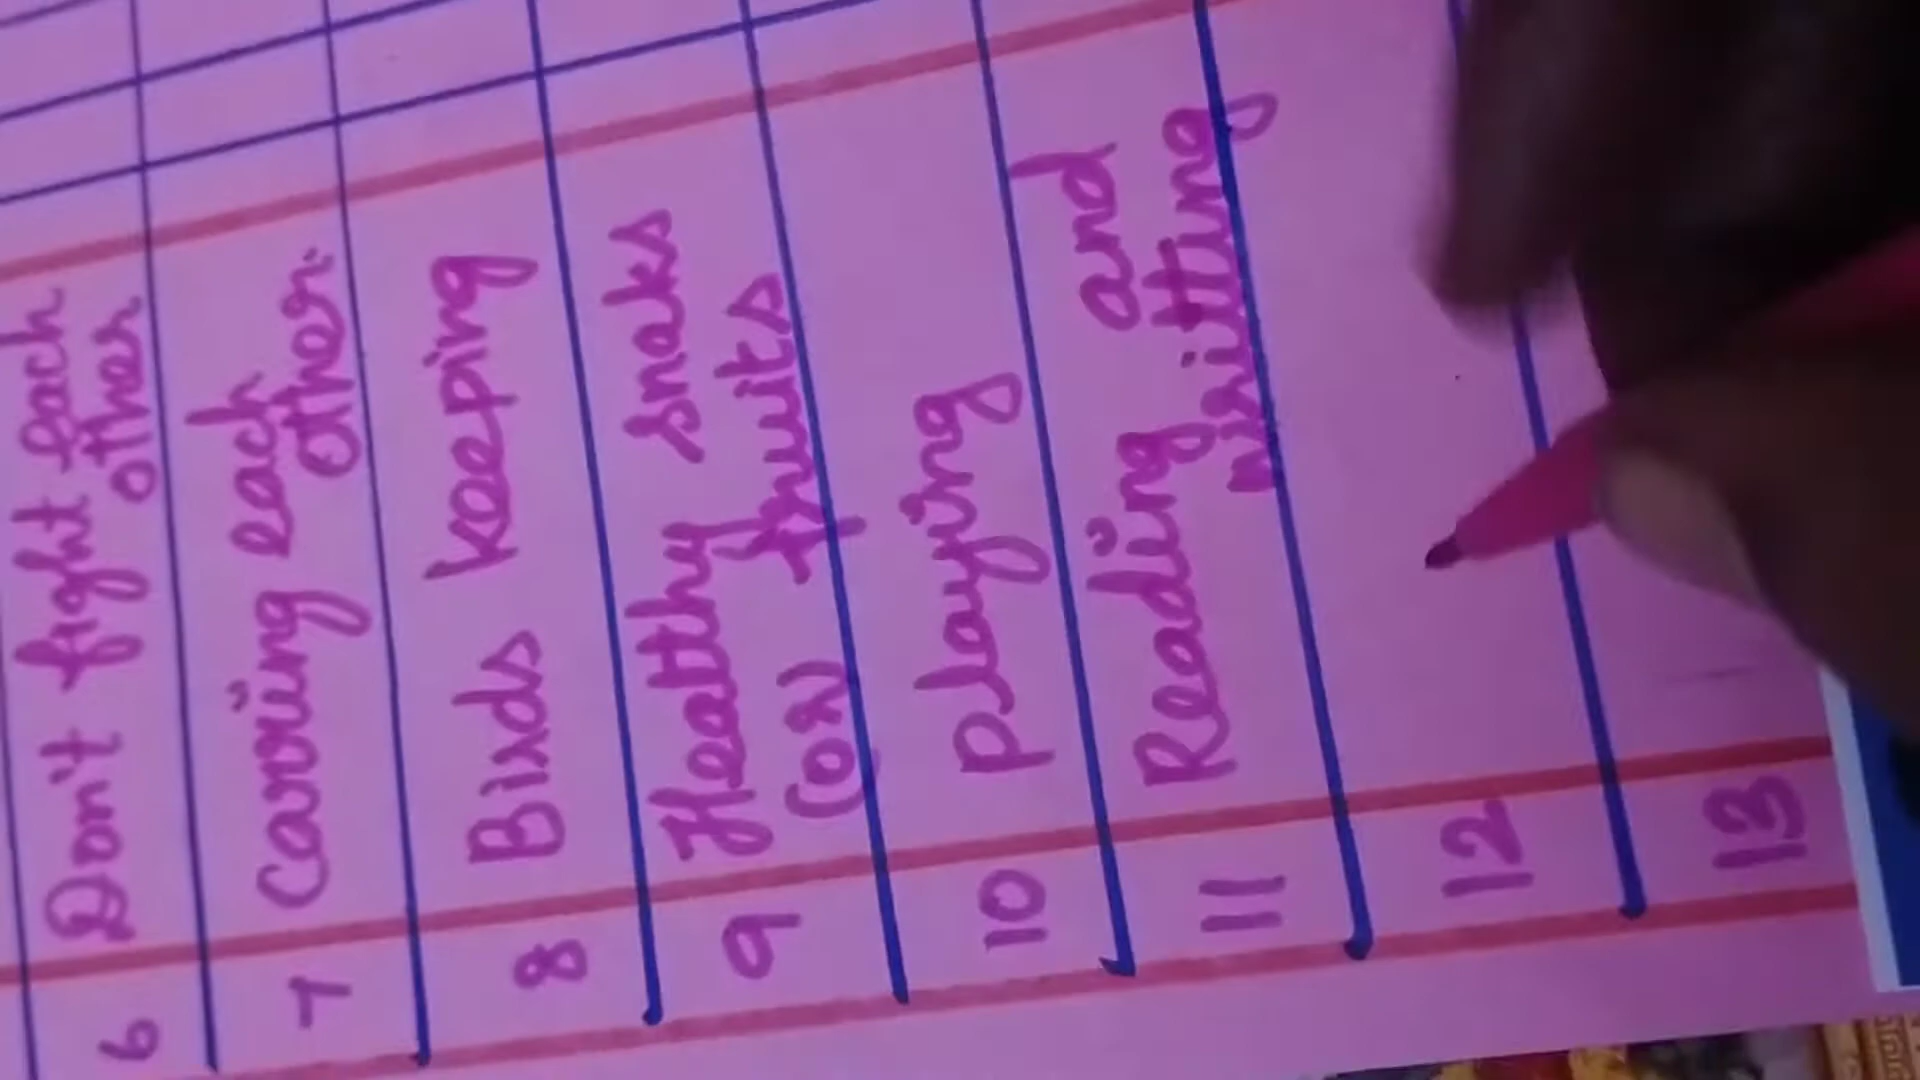 6 Don't fight each
other
7 Caring each
other.
8 Birds keeping
9 Healthy snaks
(or) fruits
10 playing
11 Reading and
writting
12
13